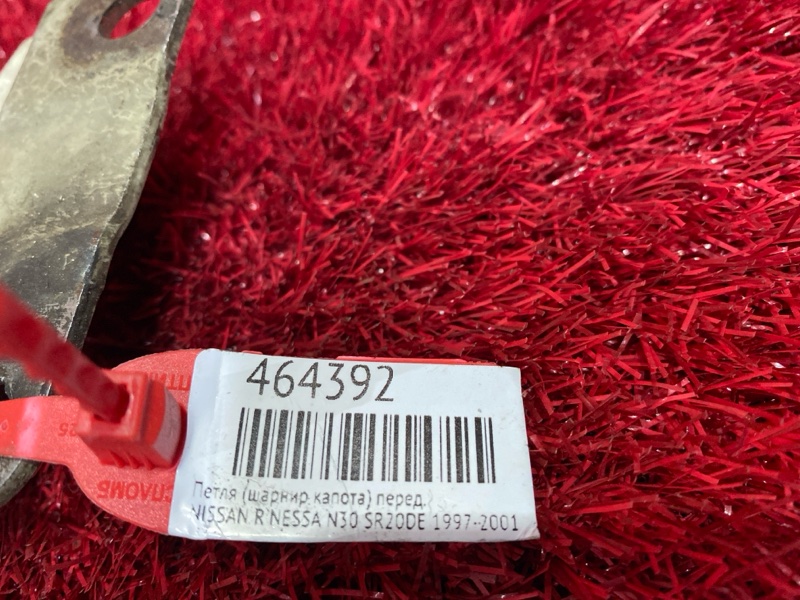 464392
Петля (шарнир капота) перед.
NISSAN R'NESSA N30 SR20DE 1997-2001